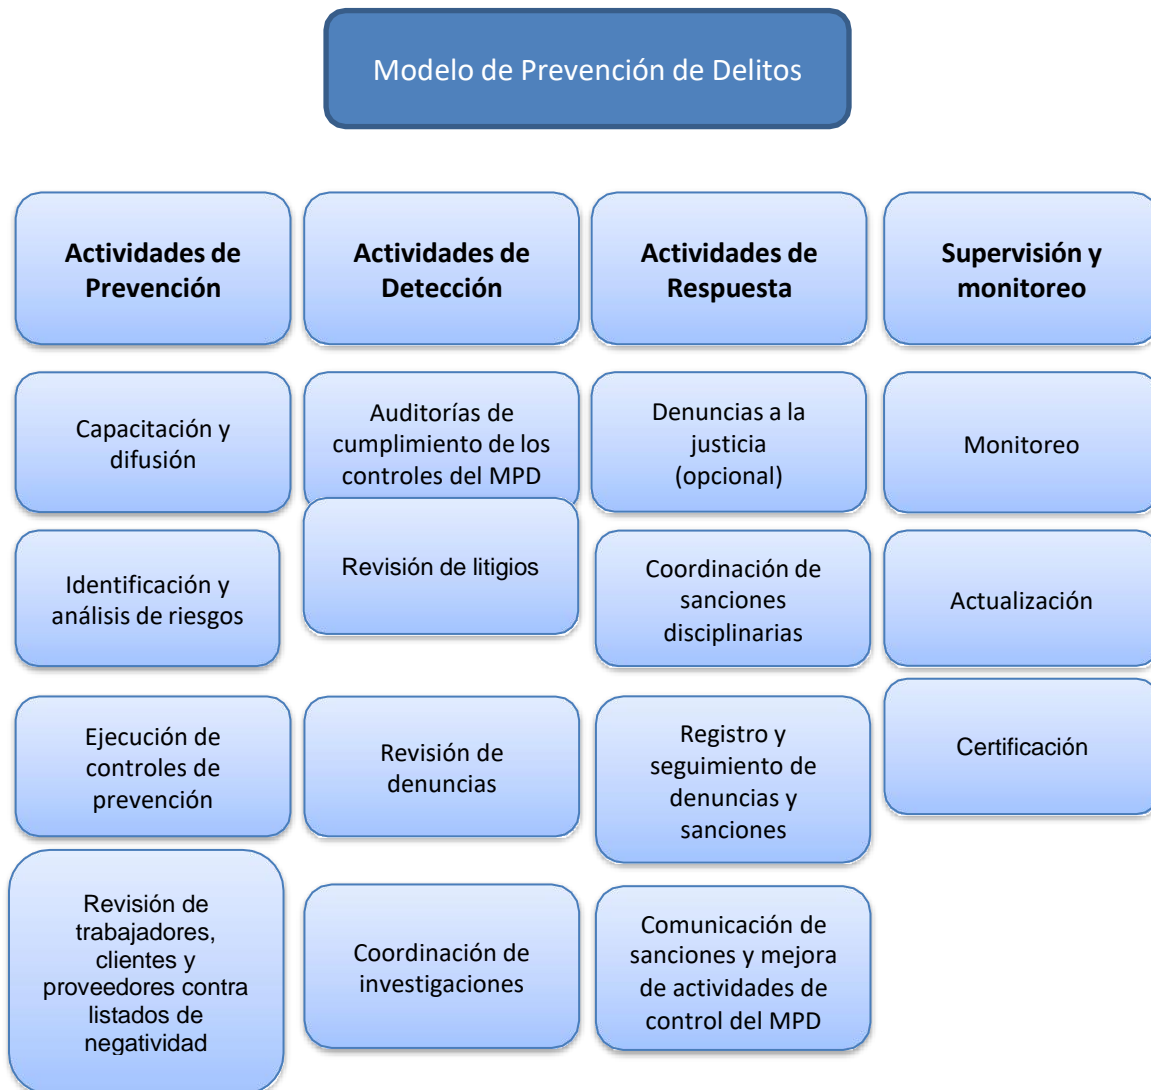 Modelo de Prevención de Delitos
Actividades de
Prevención
Actividades de
Detección
Actividades de
Respuesta
Supervisión y
monitoreo
Capacitación y
difusión
Auditorías de
cumplimiento de los
controles del MPD
Denuncias a la
justicia
(opcional)
Monitoreo
Identificación y
análisis de riesgos
Revisión de litigios
Coordinación de
sanciones
disciplinarias
Actualización
Ejecución de
controles de
prevención
Revisión de
denuncias
Registro y
seguimiento de
denuncias y
sanciones
Certificación
Revisión de
trabajadores,
clientes y
proveedores contra
listados de
negatividad
Coordinación de
investigaciones
Comunicación de
sanciones y mejora
de actividades de
control del MPD